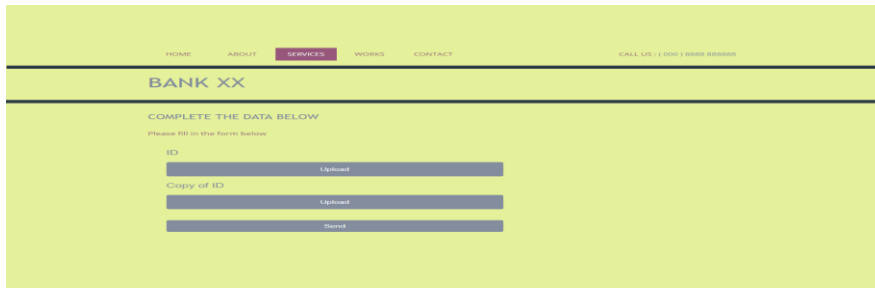 HOME ABOUT SERVICES WORKS CONTACT CALL US : ( 000 ) 8888 888888
BANK XX
COMPLETE THE DATA BELOW
Please fill in the form below
ID
Upload
Copy of ID
Upload
Send